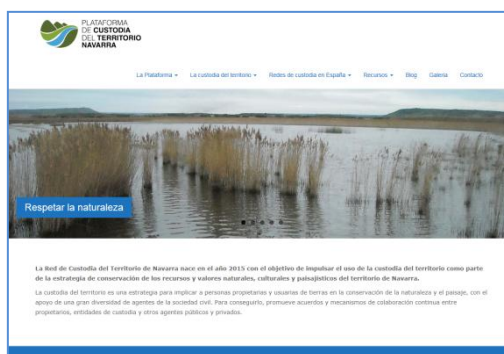 PLATAFORMA
DE CUSTODIA
DEL TERRITORIO
NAVARRA
La Plataforma La custodia del territorio Redes de custodia en España Recursos Blog Galería Contacto
Respetar la naturaleza
La Red de Custodia del Territorio de Navarra nace en el año 2015 con el objetivo de impulsar el uso de la custodia del territorio como parte
de la estrategia de conservación de los recursos y valores naturales, culturales y paisajísticos del territorio de Navarra.
La custodia del territorio es una estrategia para implicar a personas propietarias y usuarias de tierras en la conservación de la naturaleza y el paisaje, con el
apoyo de una gran diversidad de agentes de la sociedad civil. Para conseguirlo, promueve acuerdos y mecanismos de colaboración continua entre
propietarios, entidades de custodia y otros agentes públicos y privados.